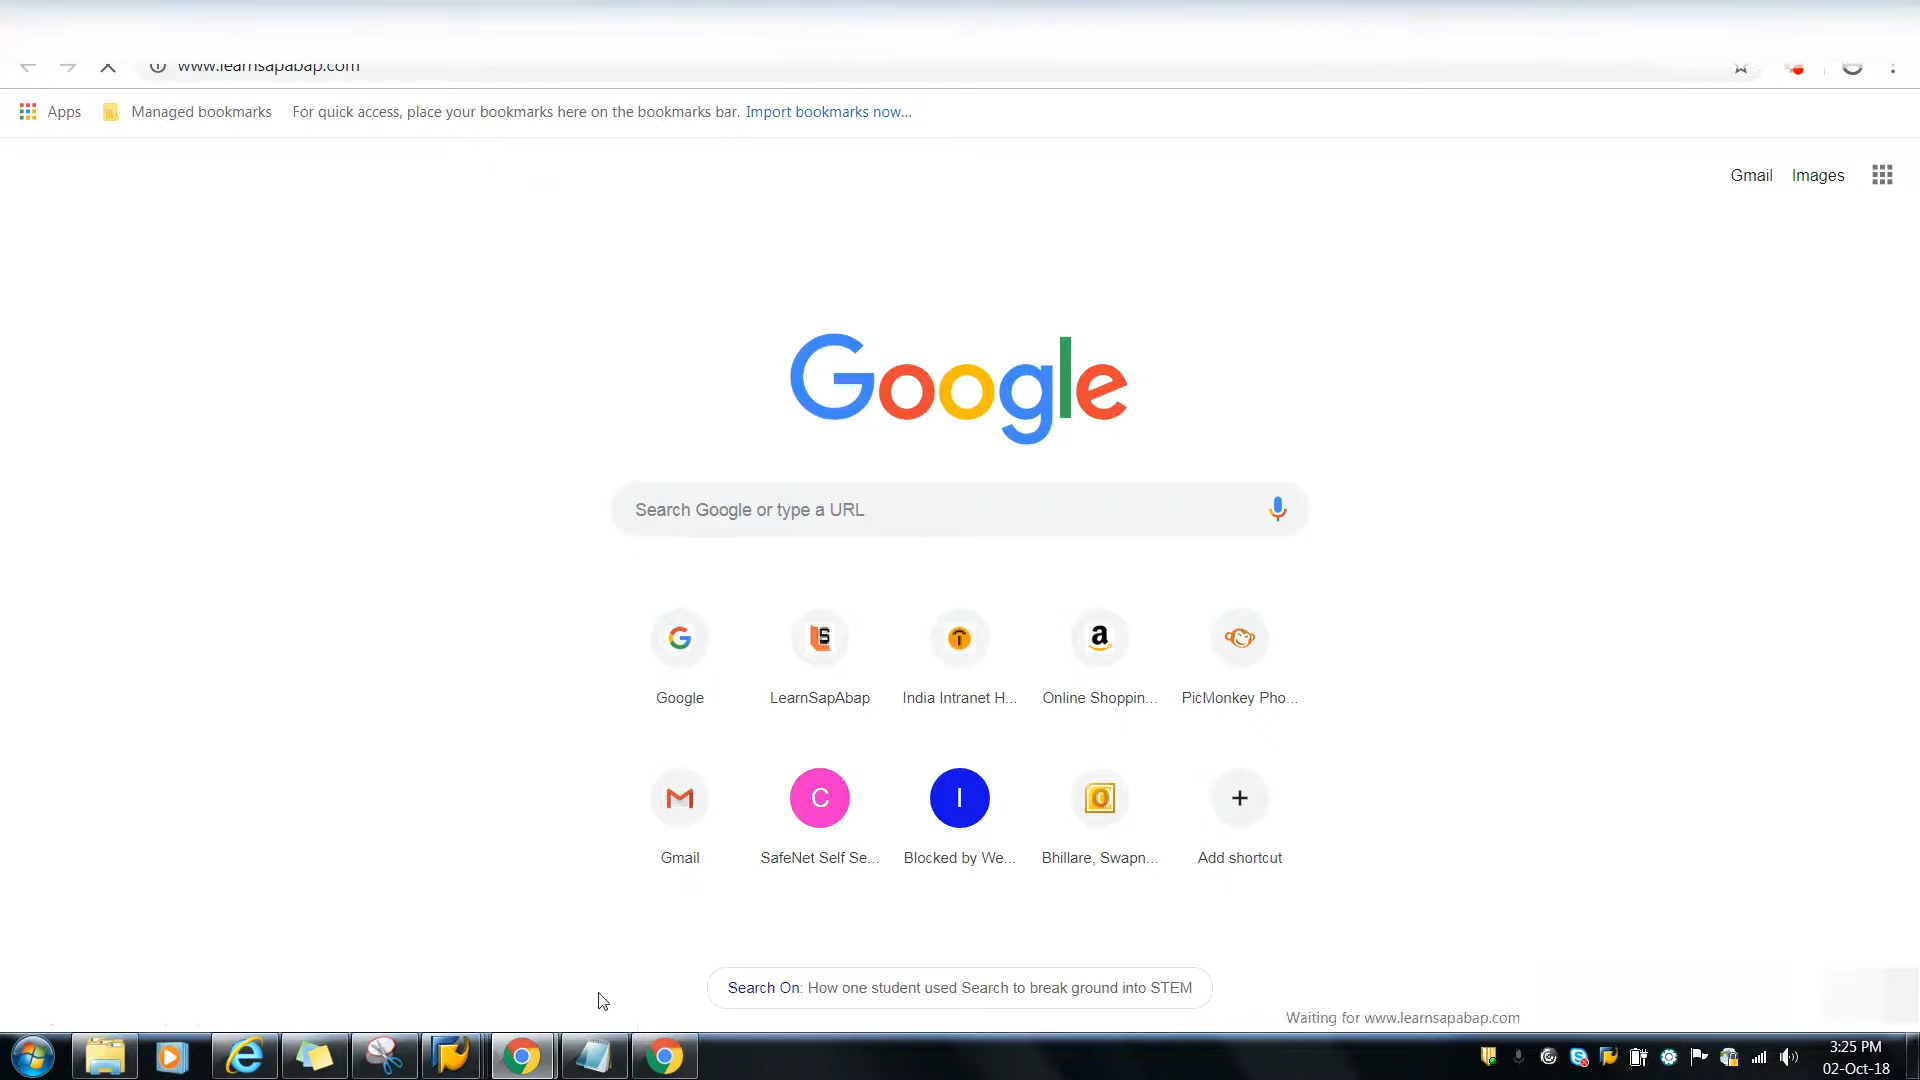 www.learnsapabap.com
Apps Managed bookmarks For quick access, place your bookmarks here on the bookmarks bar. Import bookmarks now...
Gmail Images
Google
Search Google or type a URL
Google LearnSapAbap India Intranet H... Online Shoppin... PicMonkey Pho...
C I
Gmail SafeNet Self Se... Blocked by We... Bhillare, Swapn... Add shortcut
Search On: How one student used Search to break ground into STEM
Waiting for www.learnsapabap.com
3:25 PM
02-Oct-18